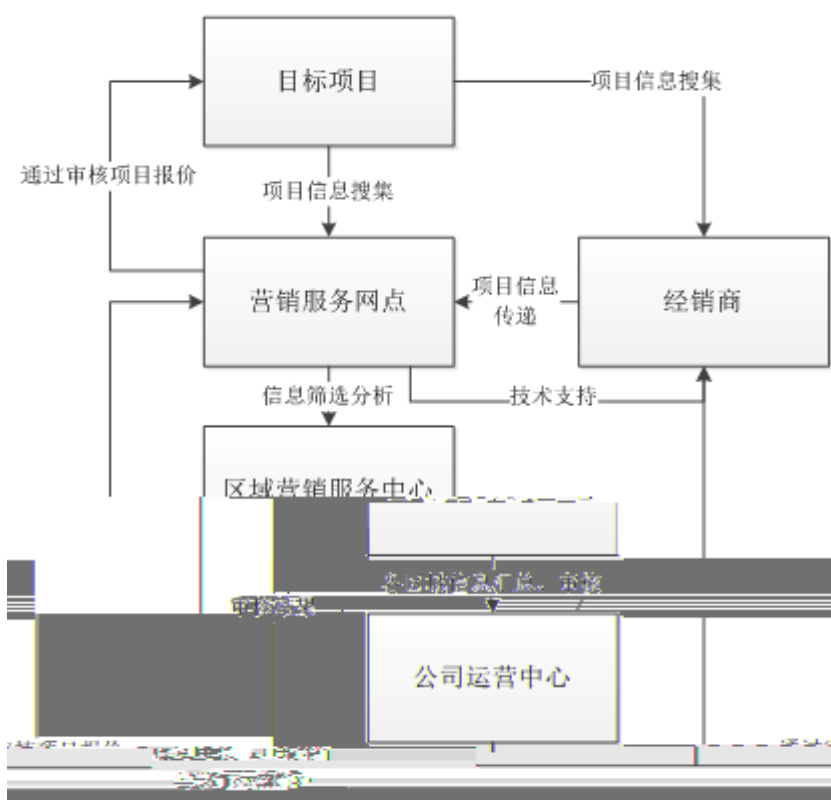 目标项目
项目信息搜集
通过审核项目报价
项目信息搜集
营销服务网点
项目信息
传递
经销商
信息筛选分析
技术支持
区域营销服务中心
公司运营中心